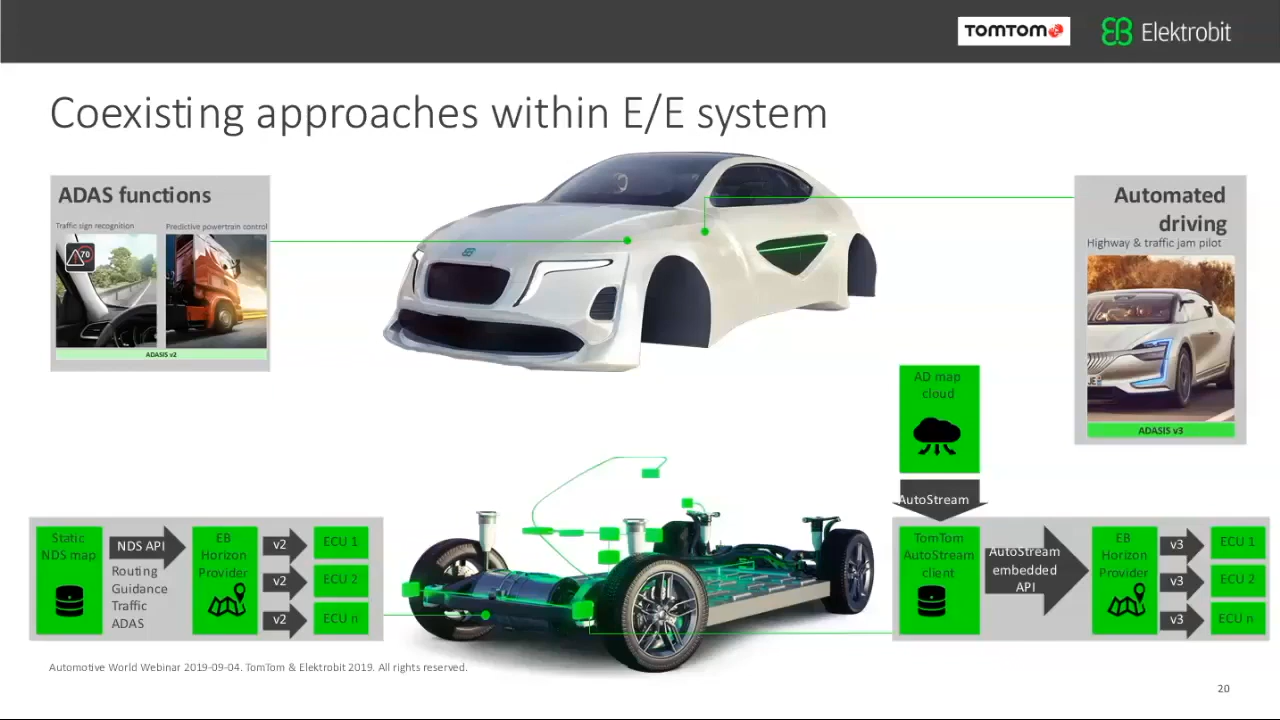 TOMTOM
EB Elektrobit
Coexisting approaches within E/E system
ADAS functions
Traffic sign recognition
Predictive powertrain control
70
ADASIS v2
Automated
driving
Highway & traffic jam pilot
ADASIS v3
AD map
cloud
AutoStream
Static
NDS map
NDS API
Routing
Guidance
Traffic
ADAS
EB
Horizon
Provider
v2
v2
v2
ECU 1
ECU 2
ECU n
TomTom
AutoStream
client
AutoStream
embedded
API
EB
Horizon
Provider
v3
v3
v3
ECU 1
ECU 2
ECU n
Automotive World Webinar 2019-09-04. TomTom & Elektrobit 2019. All rights reserved.
20